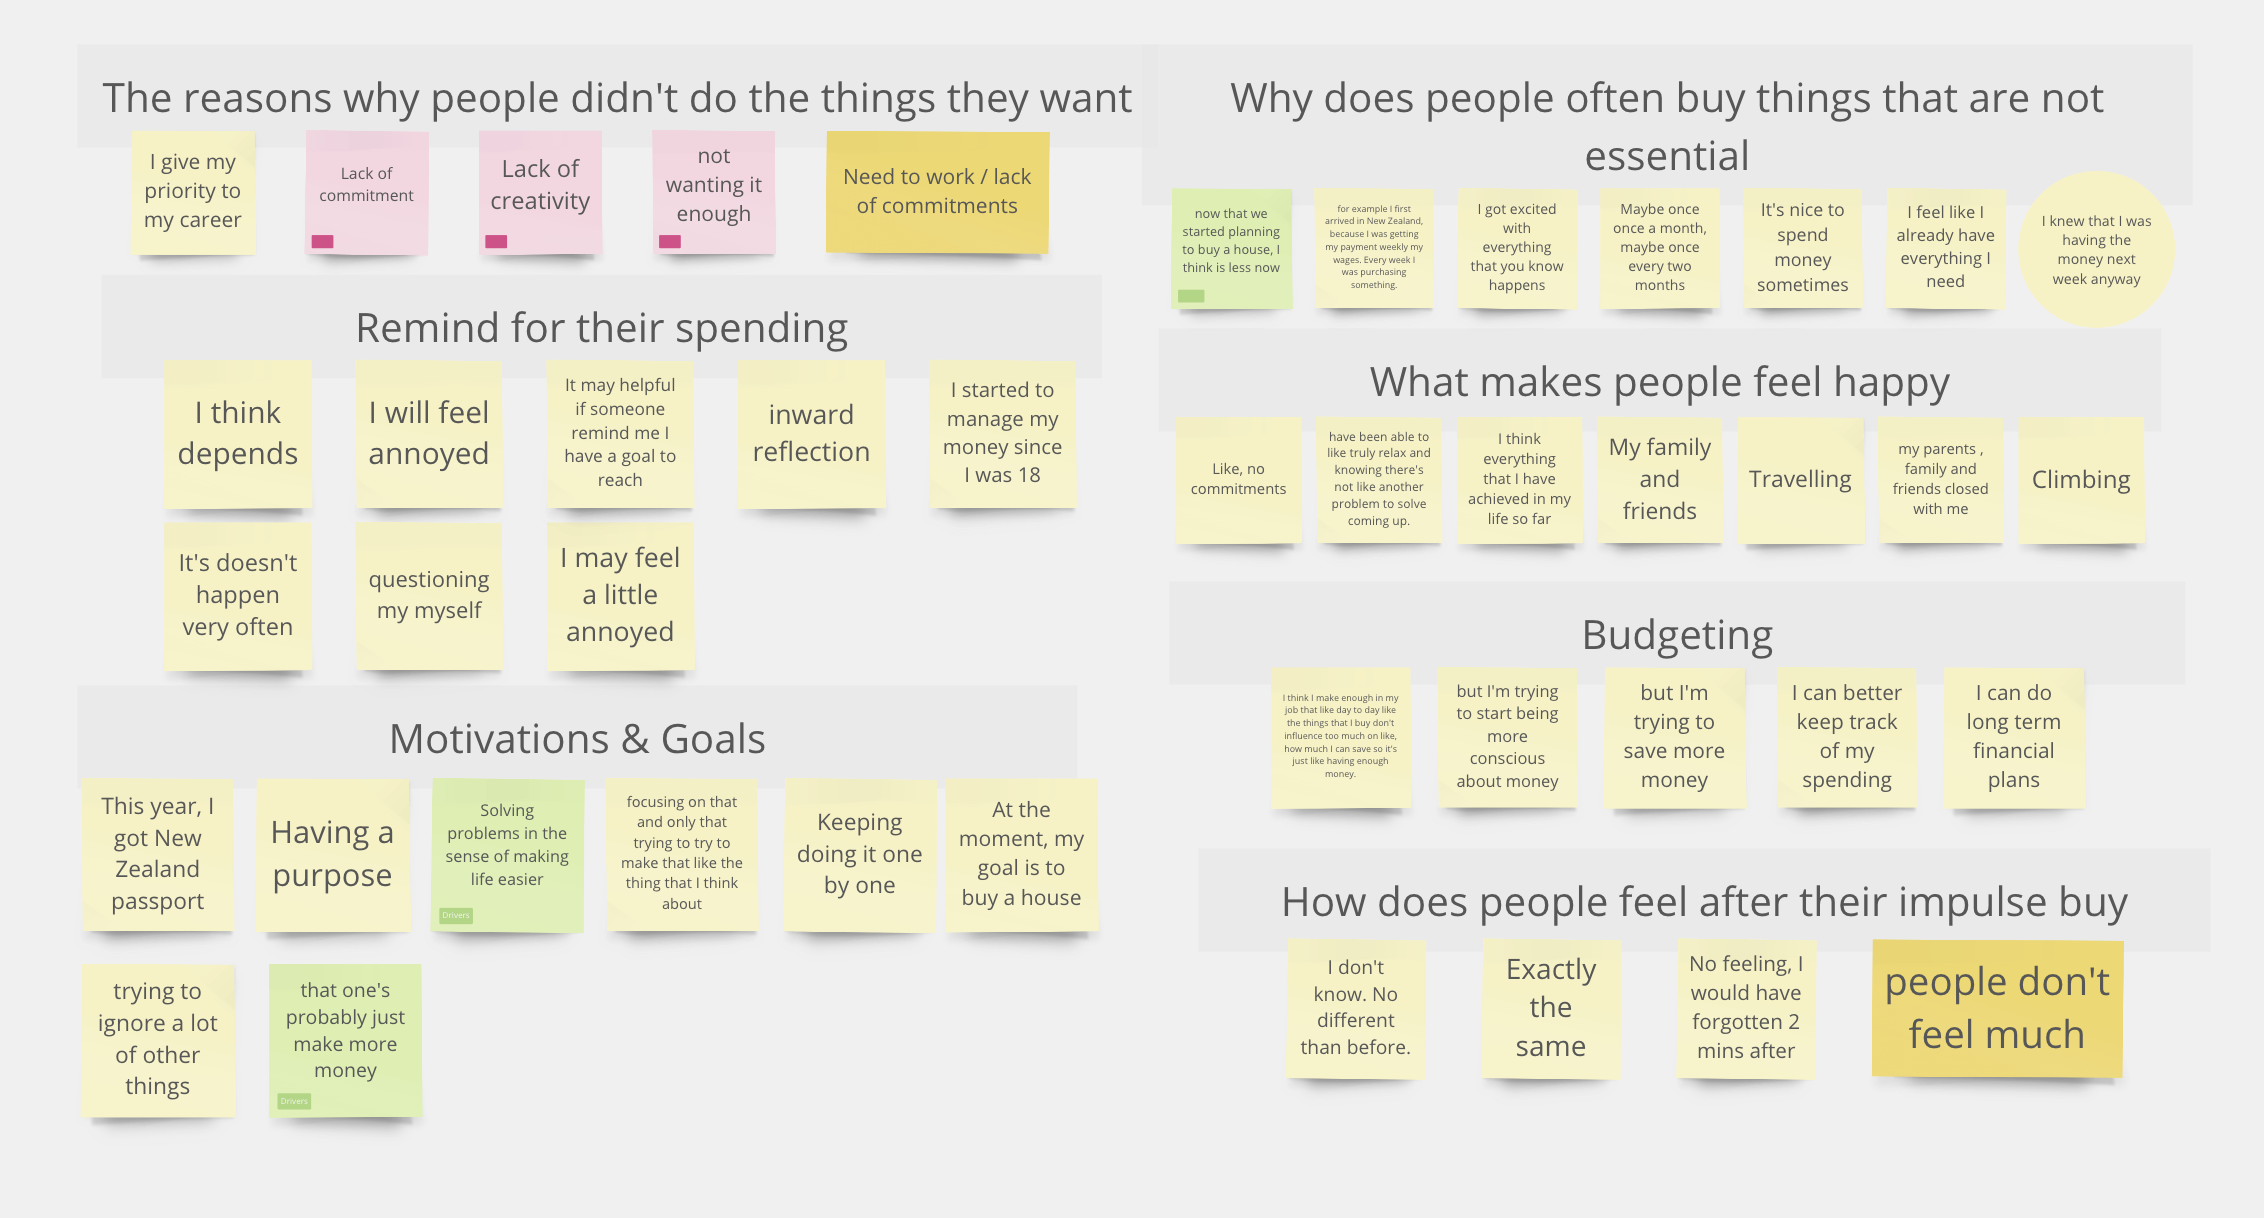 The reasons why people didn't do the things they want
I give my
priority to
my career
Lack of
commitment
Lack of
creativity
not
wanting it
enough
Need to work / lack
of commitments
Remind for their spending
I think
depends
I will feel
annoyed
It may helpful
if someone
remind me I
have a goal to
reach
inward
reflection
I started to
manage my
money since
I was 18
It's doesn't
happen
very often
questioning
my myself
I may feel
a little
annoyed
Motivations & Goals
This year, I
got New
Zealand
passport
Having a
purpose
Solving
problems in the
sense of making
life easier
Drivers
focusing on that
and only that
trying to try to
make that like the
thing that I think
about
Keeping
doing it one
by one
At the
moment, my
goal is to
buy a house
trying to
ignore a lot
of other
things
that one's
probably just
make more
money
Drivers
Why does people often buy things that are not
essential
now that we
started planning
to buy a house, I
think is less now
for example I first
arrived in New Zealand,
because I was getting
my payment weekly my
wages. Every week I
was purchasing
something.
I got excited
with
everything
that you know
happens
Maybe once
once a month,
maybe once
every two
months
It's nice to
spend
money
sometimes
I feel like I
already have
everything I
need
I knew that I was
having the
money next
week anyway
What makes people feel happy
Like, no
commitments
have been able to
like truly relax and
knowing there's
not like another
problem to solve
coming up.
I think
everything
that I have
achieved in my
life so far
My family
and
friends
Travelling
my parents ,
family and
friends closed
with me
Climbing
Budgeting
I think I make enough in my
job that like day to day like
the things that I buy don't
influence too much on like,
how much I can save so it's
just like having enough
money.
but I'm trying
to start being
more
conscious
about money
but I'm
trying to
save more
money
I can better
keep track
of my
spending
I can do
long term
financial
plans
How does people feel after their impulse buy
I don't
know. No
different
than before.
Exactly
the
same
No feeling, I
would have
forgotten 2
mins after
people don't
feel much